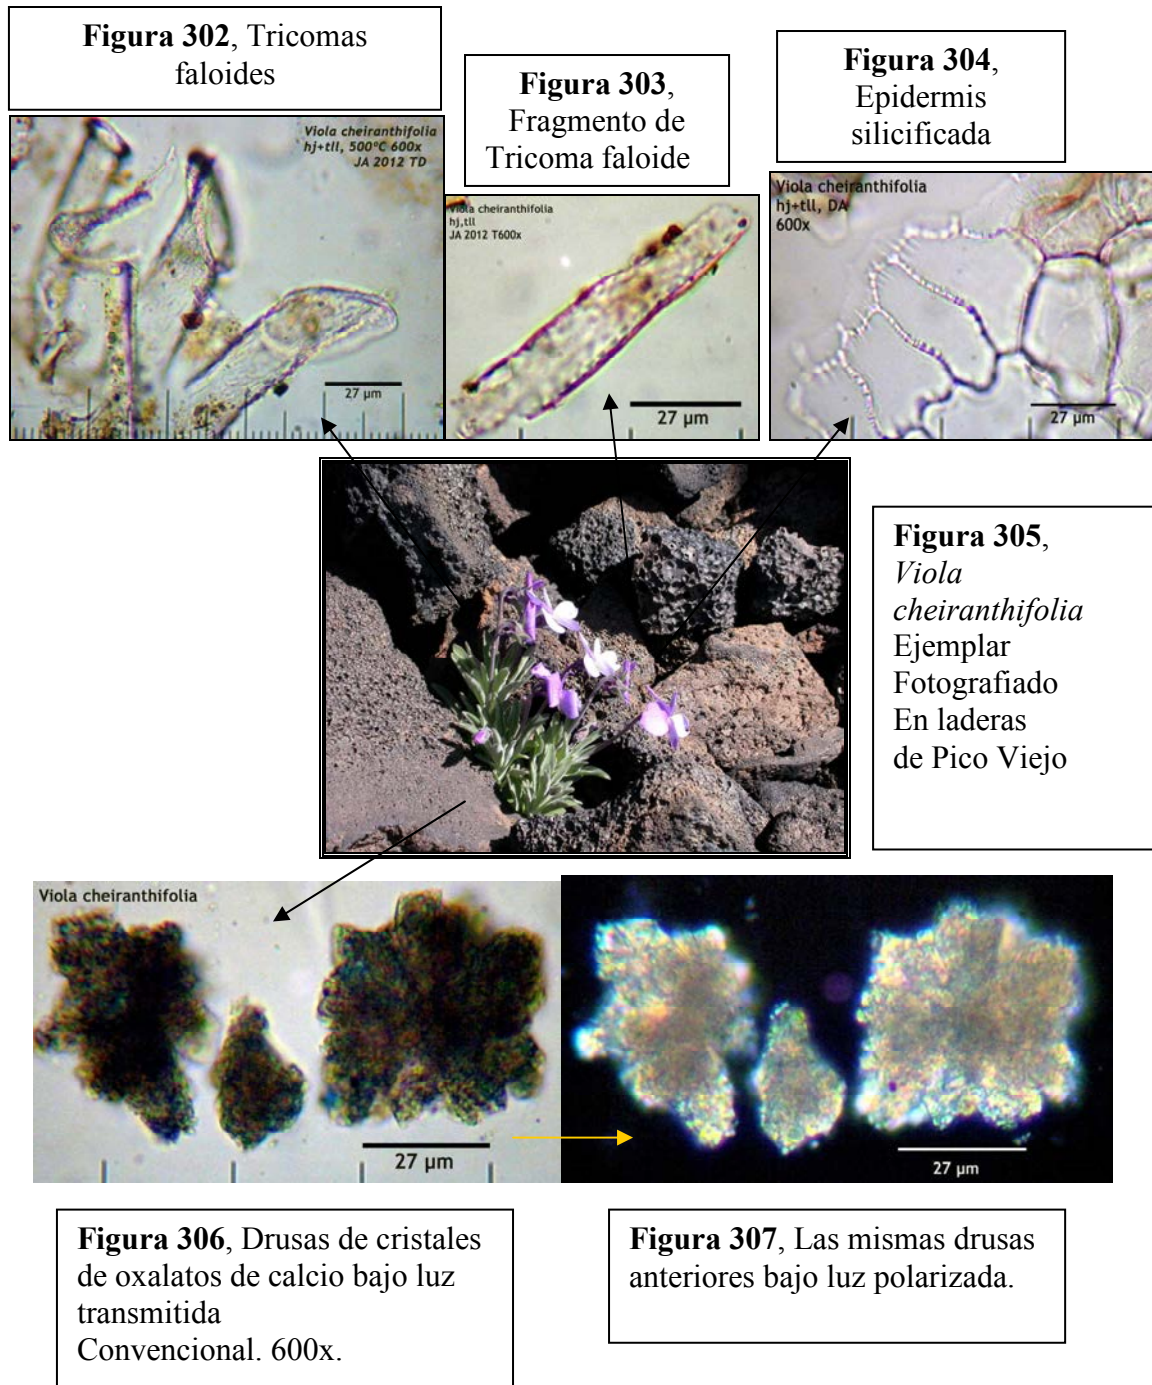 Figura 302, Tricomas
faloides
Figura 303,
Fragmento de
Tricoma faloide
Figura 304,
Epidermis
silicificada
Viola cheiranthifolia
hj+tll, 500ºC 600x
JA 2012 TD
27 µm
Viola cheiranthifolia
hj,tll
JA 2012 T600x
27 µm
Viola cheiranthifolia
hj+tll, DA
600x
27 µm
Figura 305,
Viola
cheiranthifolia
Ejemplar
Fotografiado
En laderas
de Pico Viejo
Viola cheiranthifolia
27 µm
27 µm
Figura 306, Drusas de cristales
de oxalatos de calcio bajo luz
transmitida
Convencional. 600x.
Figura 307, Las mismas drusas
anteriores bajo luz polarizada.